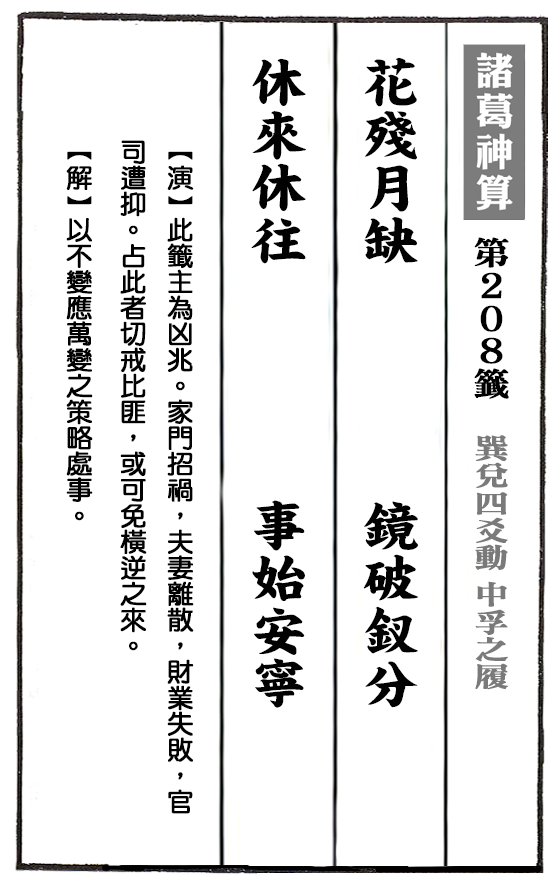 諸葛神算 第208籤 巽兌四爻動 中孚之履
花殘月缺 鏡破釵分
休來休往 事始安寧
【演】此籤主為凶兆。家門招禍，夫妻離散，財業失敗，官
司遭抑。占此者切戒比匪，或可免橫逆之來。
【解】以不變應萬變之策略處事。